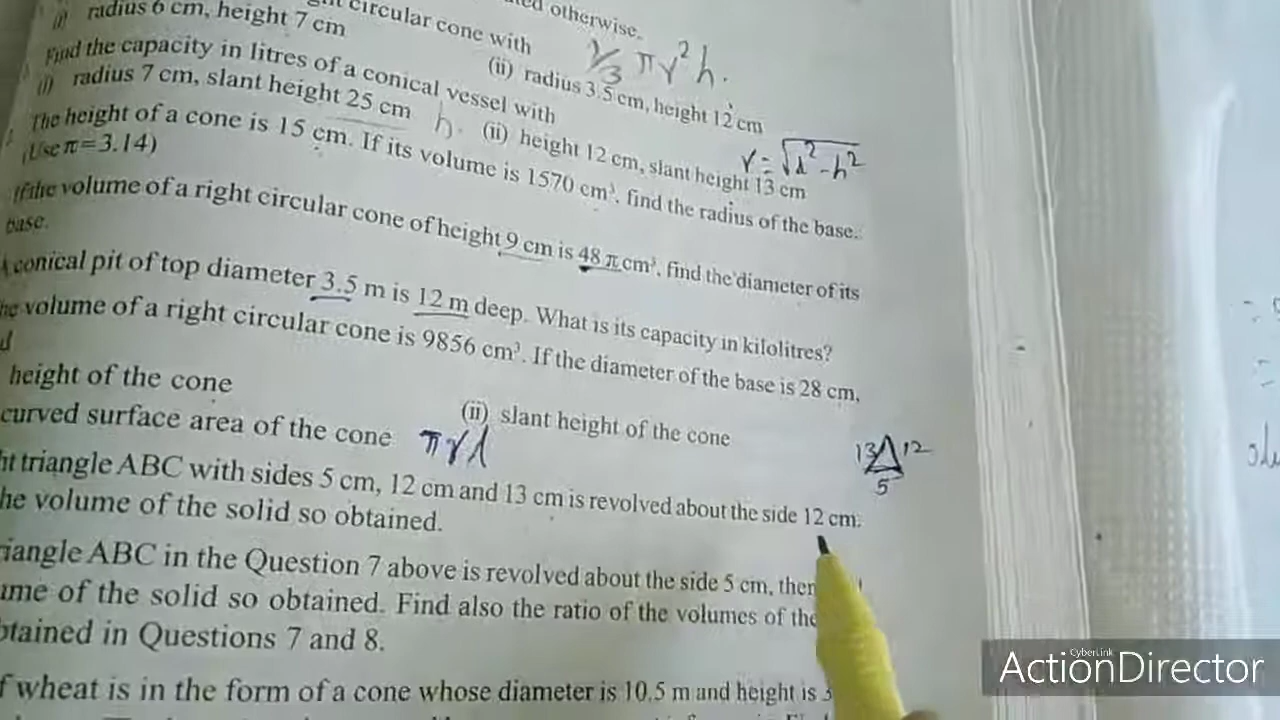 otherwise.
circular cone with
(i) radius 6 cm, height 7 cm
(ii) radius 3.5 cm, height 12 cm
1/3 πr²h.
Find the capacity in litres of a conical vessel with
(i) radius 7 cm, slant height 25 cm
h.
(ii) height 12 cm, slant height 13 cm
r = √l² - h²
The height of a cone is 15 cm. If its volume is 1570 cm³, find the radius of the base.
(Use π = 3.14)
If the volume of a right circular cone of height 9 cm is 48 π cm³, find the diameter of its
base.
conical pit of top diameter 3.5 m is 12 m deep. What is its capacity in kilolitres?
volume of a right circular cone is 9856 cm³. If the diameter of the base is 28 cm,
height of the cone
(ii) slant height of the cone
curved surface area of the cone
πrl
13 12
5
triangle ABC with sides 5 cm, 12 cm and 13 cm is revolved about the side 12 cm.
volume of the solid so obtained.
ABC in the Question 7 above is revolved about the side 5 cm,
of the solid so obtained. Find also the ratio of the volumes of
in Questions 7 and 8.
wheat is in the form of a cone whose diameter is 10.5 m and height is
CyberLink
ActionDirector